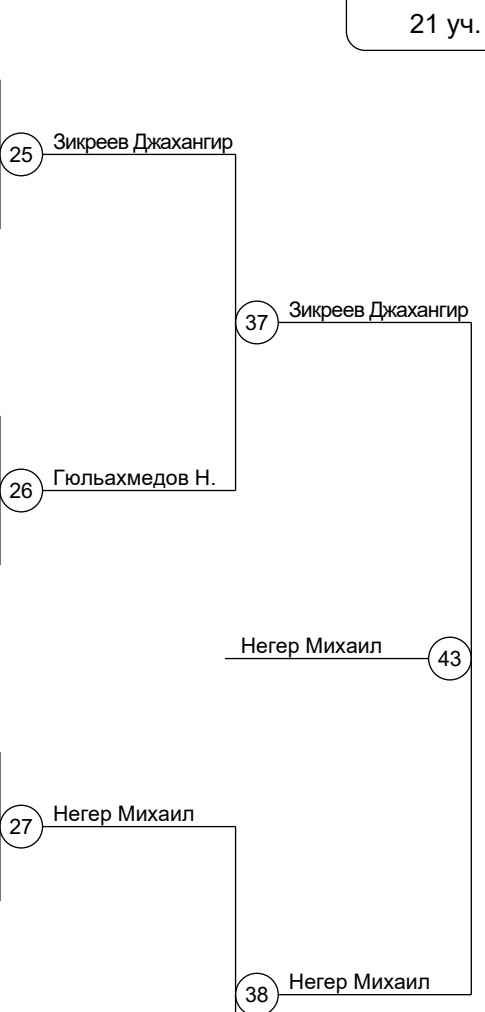 21 уч.
25 Зикреев Джахангир
37 Зикреев Джахангир
26 Гюльахмедов Н.
Негер Михаил 43
27 Негер Михаил
38 Негер Михаил